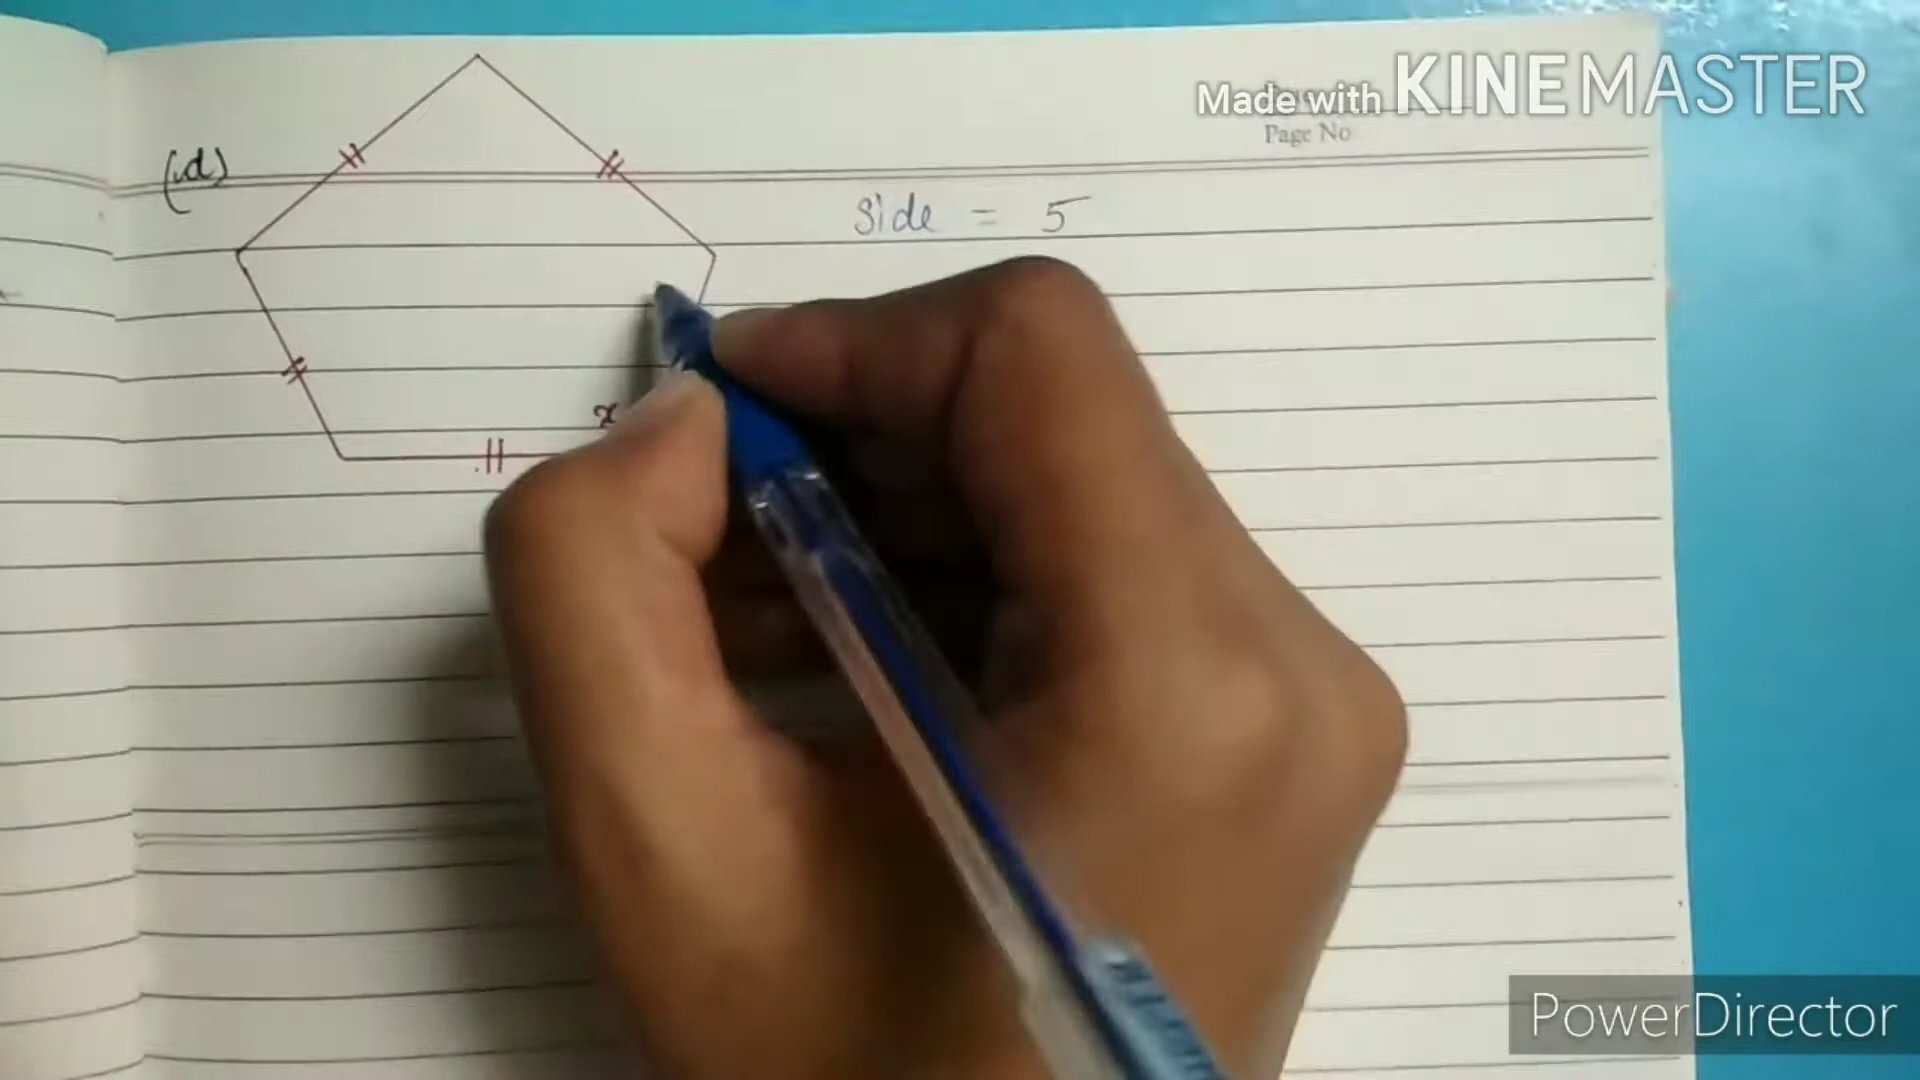 Made with KINEMASTER
Page No
(d)
Side = 5
x
PowerDirector